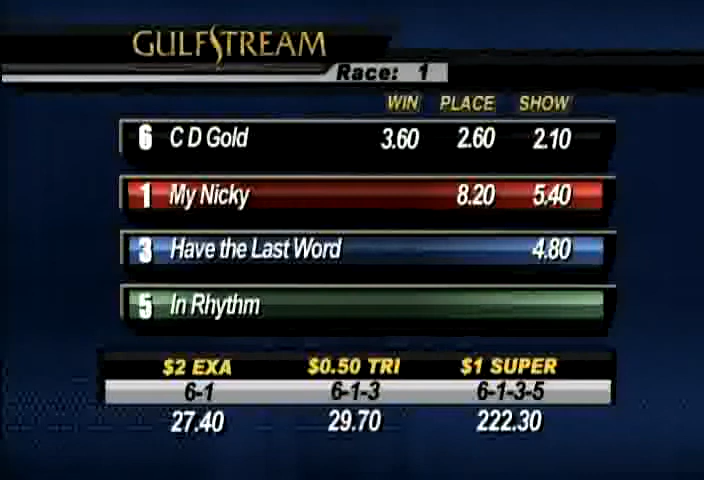 GULFSTREAM
Race: 1
WIN PLACE SHOW
6 C D Gold 3.60 2.60 2.10
1 My Nicky 8.20 5.40
3 Have the Last Word 4.80
5 In Rhythm
$2 EXA $0.50 TRI $1 SUPER
6-1 6-1-3 6-1-3-5
27.40 29.70 222.30